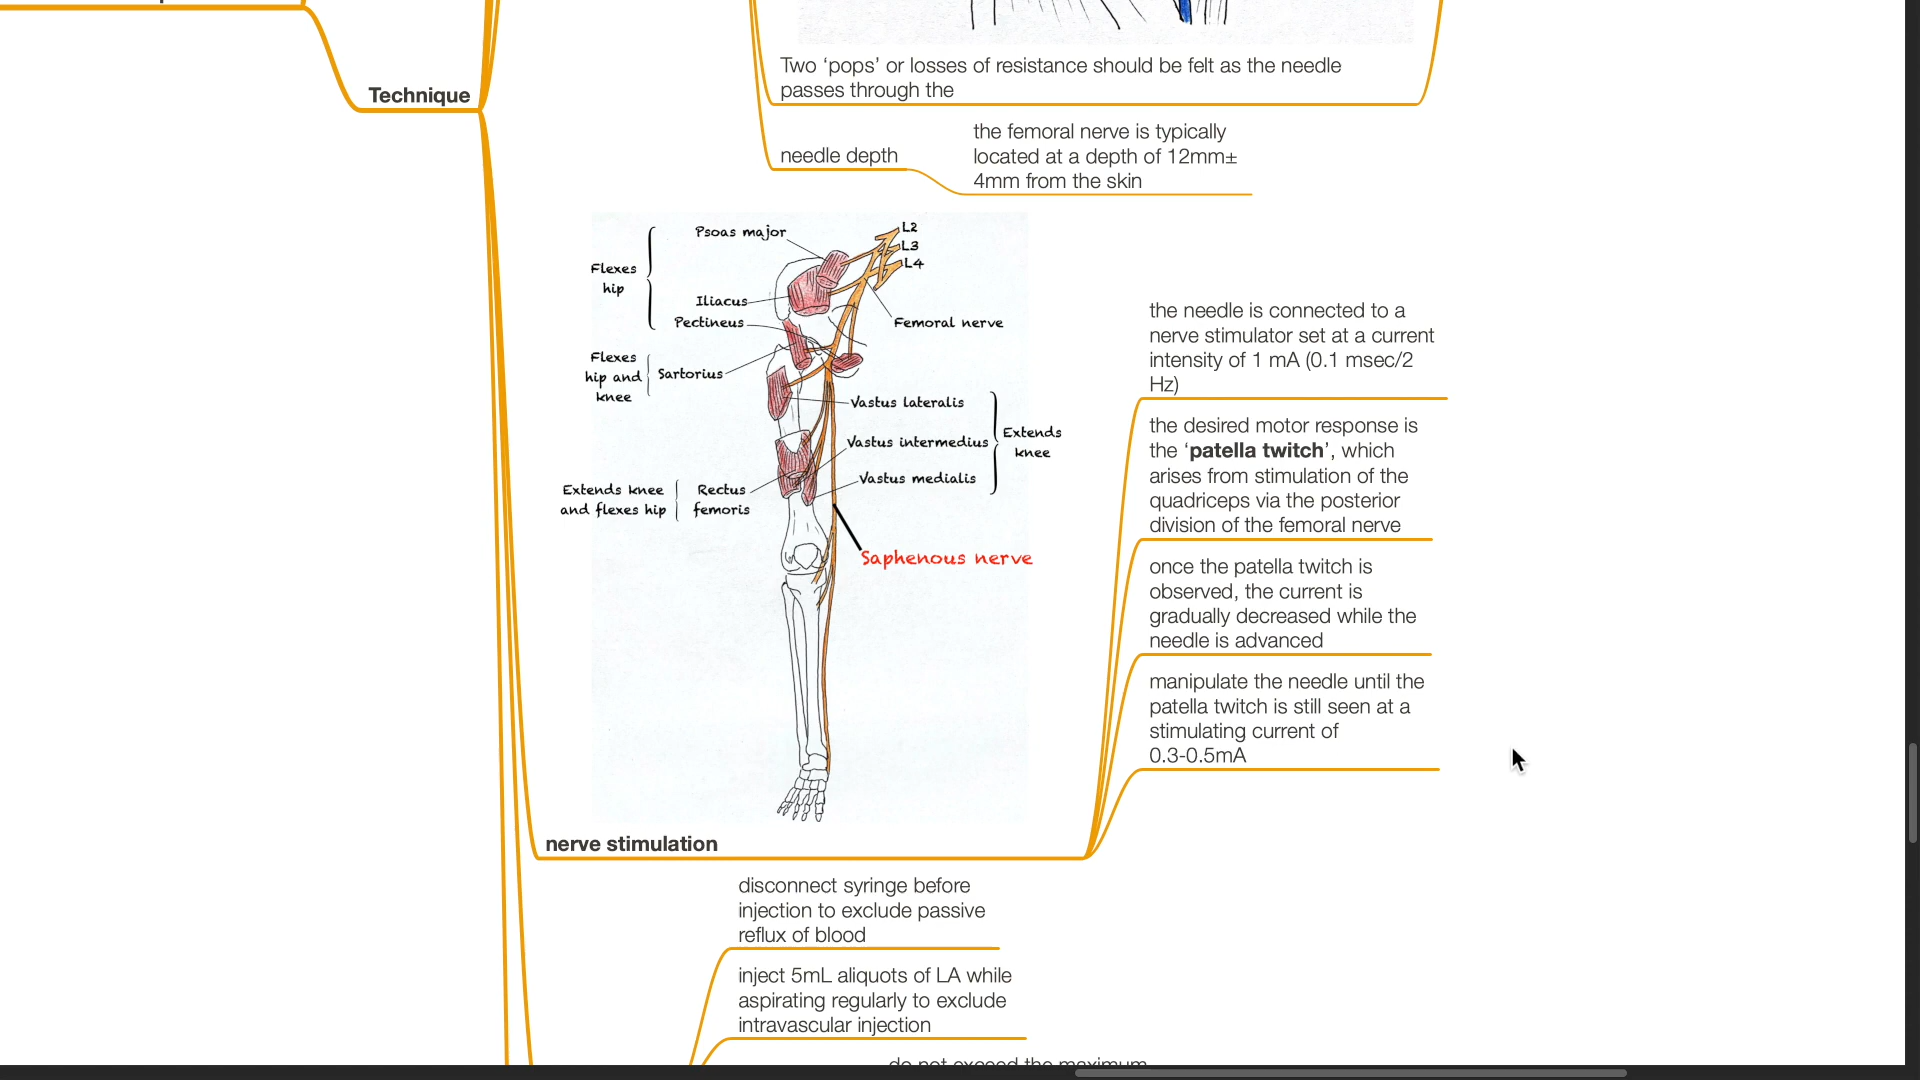 Technique
Two ‘pops’ or losses of resistance should be felt as the needle
passes through the
needle depth
the femoral nerve is typically
located at a depth of 12mm±
4mm from the skin
Psoas major
L2
L3
L4
Flexes
hip
Iliacus
Pectineus
Femoral nerve
Flexes
hip and
knee
Sartorius
Vastus lateralis
Vastus intermedius
Vastus medialis
Extends
knee
Extends knee
and flexes hip
Rectus
femoris
Saphenous nerve
nerve stimulation
the needle is connected to a
nerve stimulator set at a current
intensity of 1 mA (0.1 msec/2
Hz)
the desired motor response is
the ‘patella twitch’, which
arises from stimulation of the
quadriceps via the posterior
division of the femoral nerve
once the patella twitch is
observed, the current is
gradually decreased while the
needle is advanced
manipulate the needle until the
patella twitch is still seen at a
stimulating current of
0.3-0.5mA
disconnect syringe before
injection to exclude passive
reflux of blood
inject 5mL aliquots of LA while
aspirating regularly to exclude
intravascular injection
do not exceed the maximum